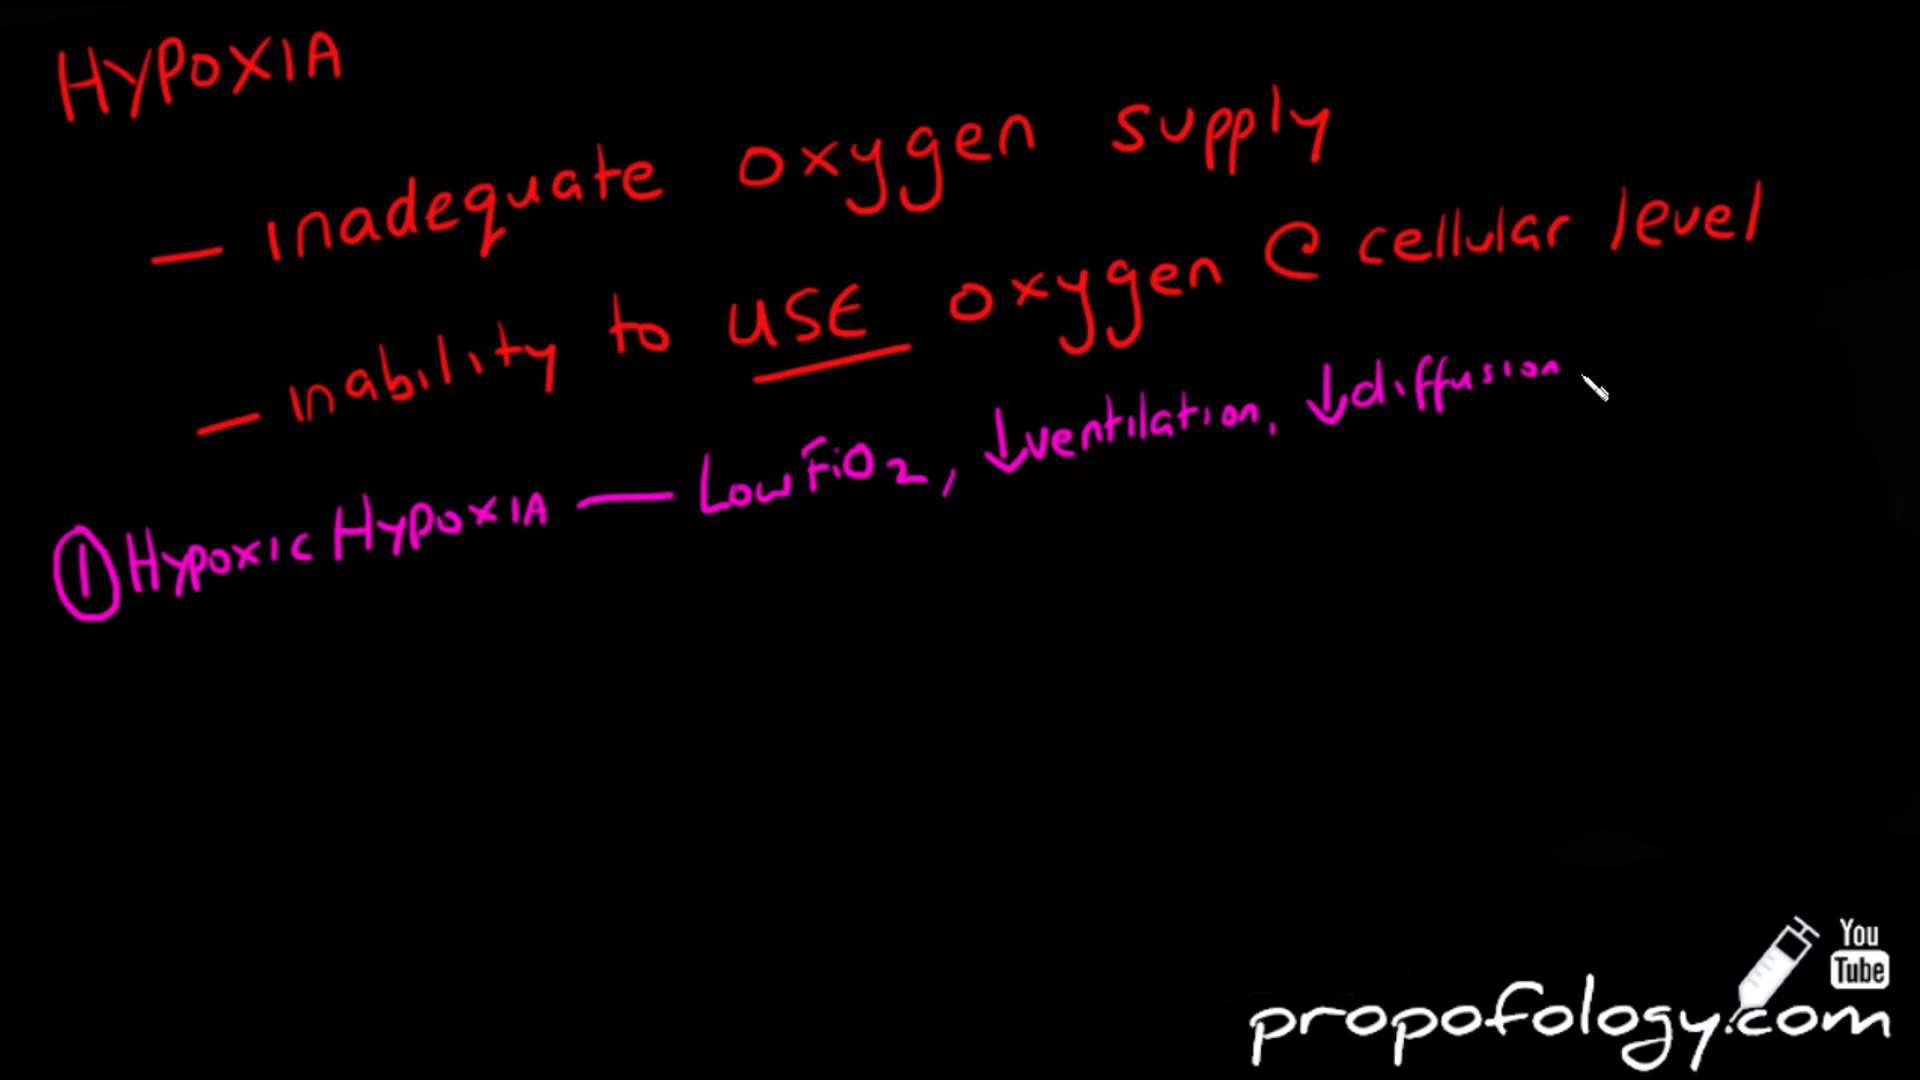 HYPOXIA
— inadequate oxygen supply
— inability to USE oxygen C cellular level
① HYPOXIC HYPOXIA — LOW FiO2, ↓ventilation, ↓diffusion
You
Tube
propofology.com